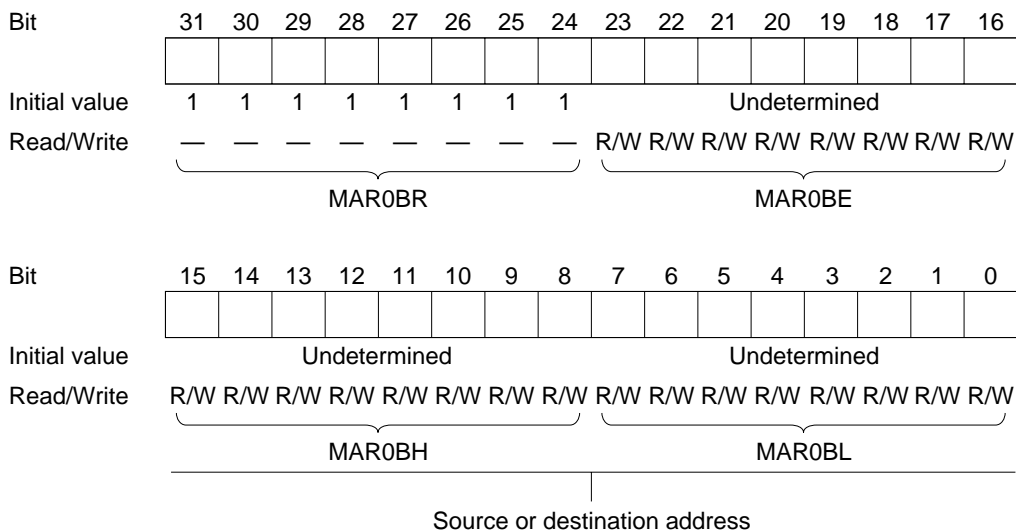 Bit 31 30 29 28 27 26 25 24 23 22 21 20 19 18 17 16
Initial value 1 1 1 1 1 1 1 1 Undetermined
Read/Write — — — — — — — — R/W R/W R/W R/W R/W R/W R/W R/W
MAR0BR MAR0BE
Bit 15 14 13 12 11 10 9 8 7 6 5 4 3 2 1 0
Initial value Undetermined Undetermined
Read/Write R/W R/W R/W R/W R/W R/W R/W R/W R/W R/W R/W R/W R/W R/W R/W R/W
MAR0BH MAR0BL
Source or destination address